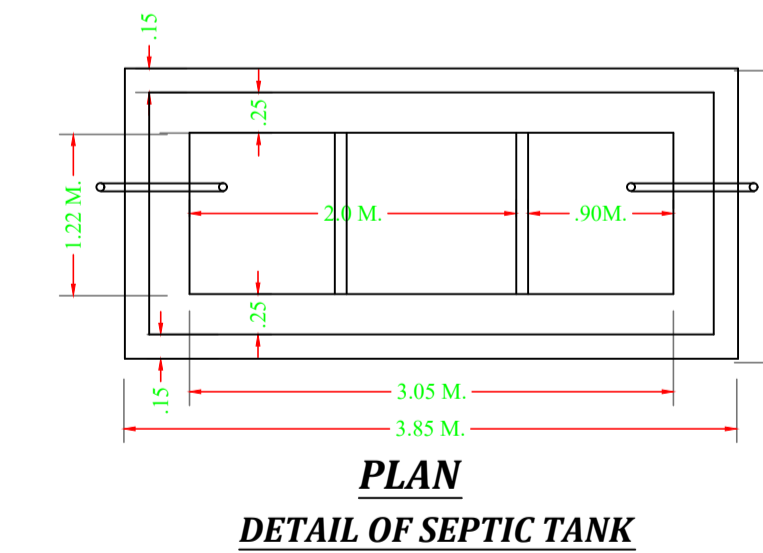 .15
.25
1.22 M.
2.0 M.
.90M.
.25
.15
3.05 M.
3.85 M.
PLAN
DETAIL OF SEPTIC TANK